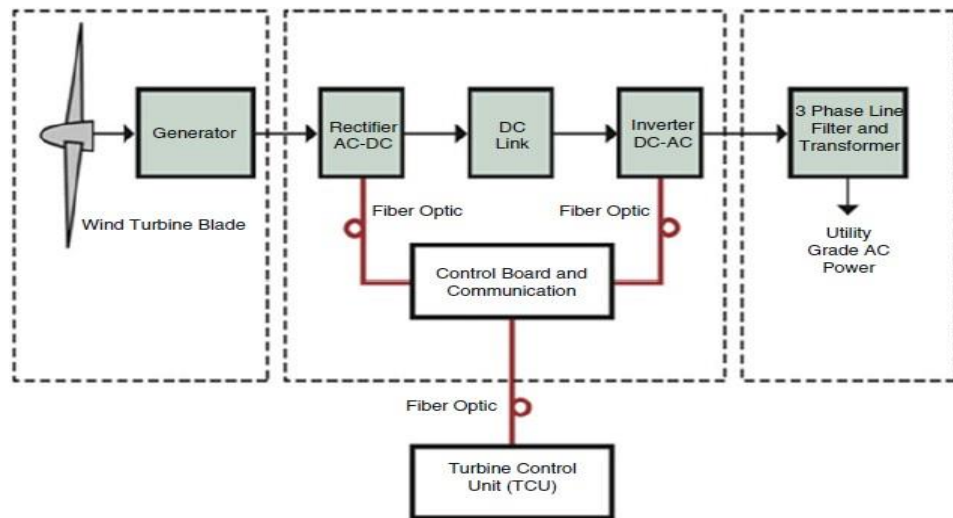 Wind Turbine Blade
Generator
Rectifier
AC-DC
DC
Link
Inverter
DC-AC
3 Phase Line
Filter and
Transformer
Fiber Optic
Fiber Optic
Utility
Grade AC
Power
Control Board and
Communication
Fiber Optic
Turbine Control
Unit (TCU)